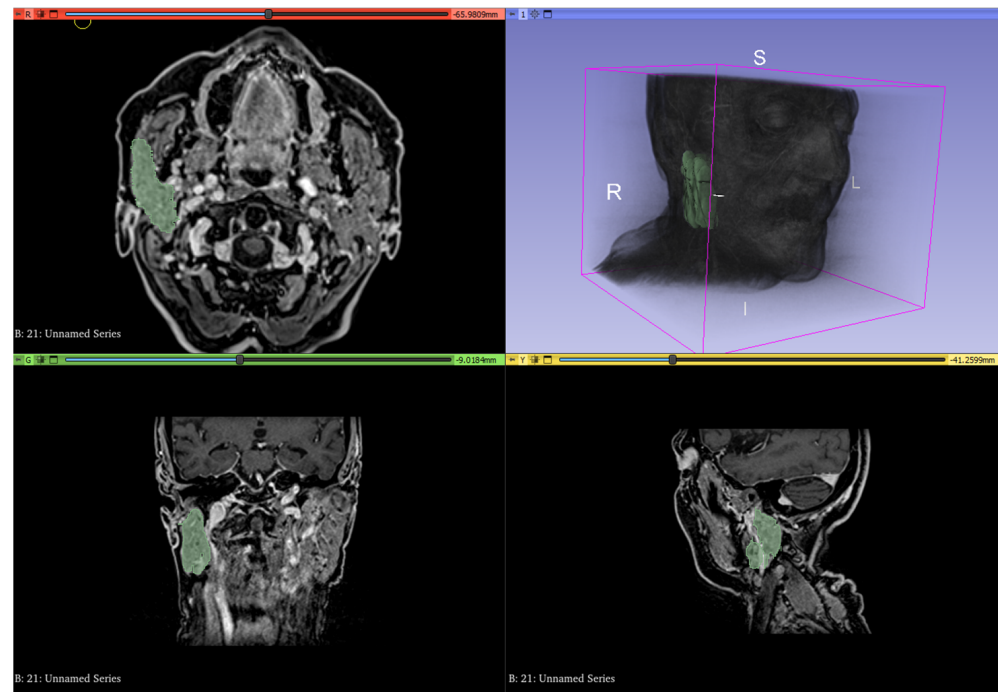 R -65.9809mm
1
S
R
L
I
B: 21: Unnamed Series
G -9.0184mm
Y -41.2599mm
B: 21: Unnamed Series
B: 21: Unnamed Series